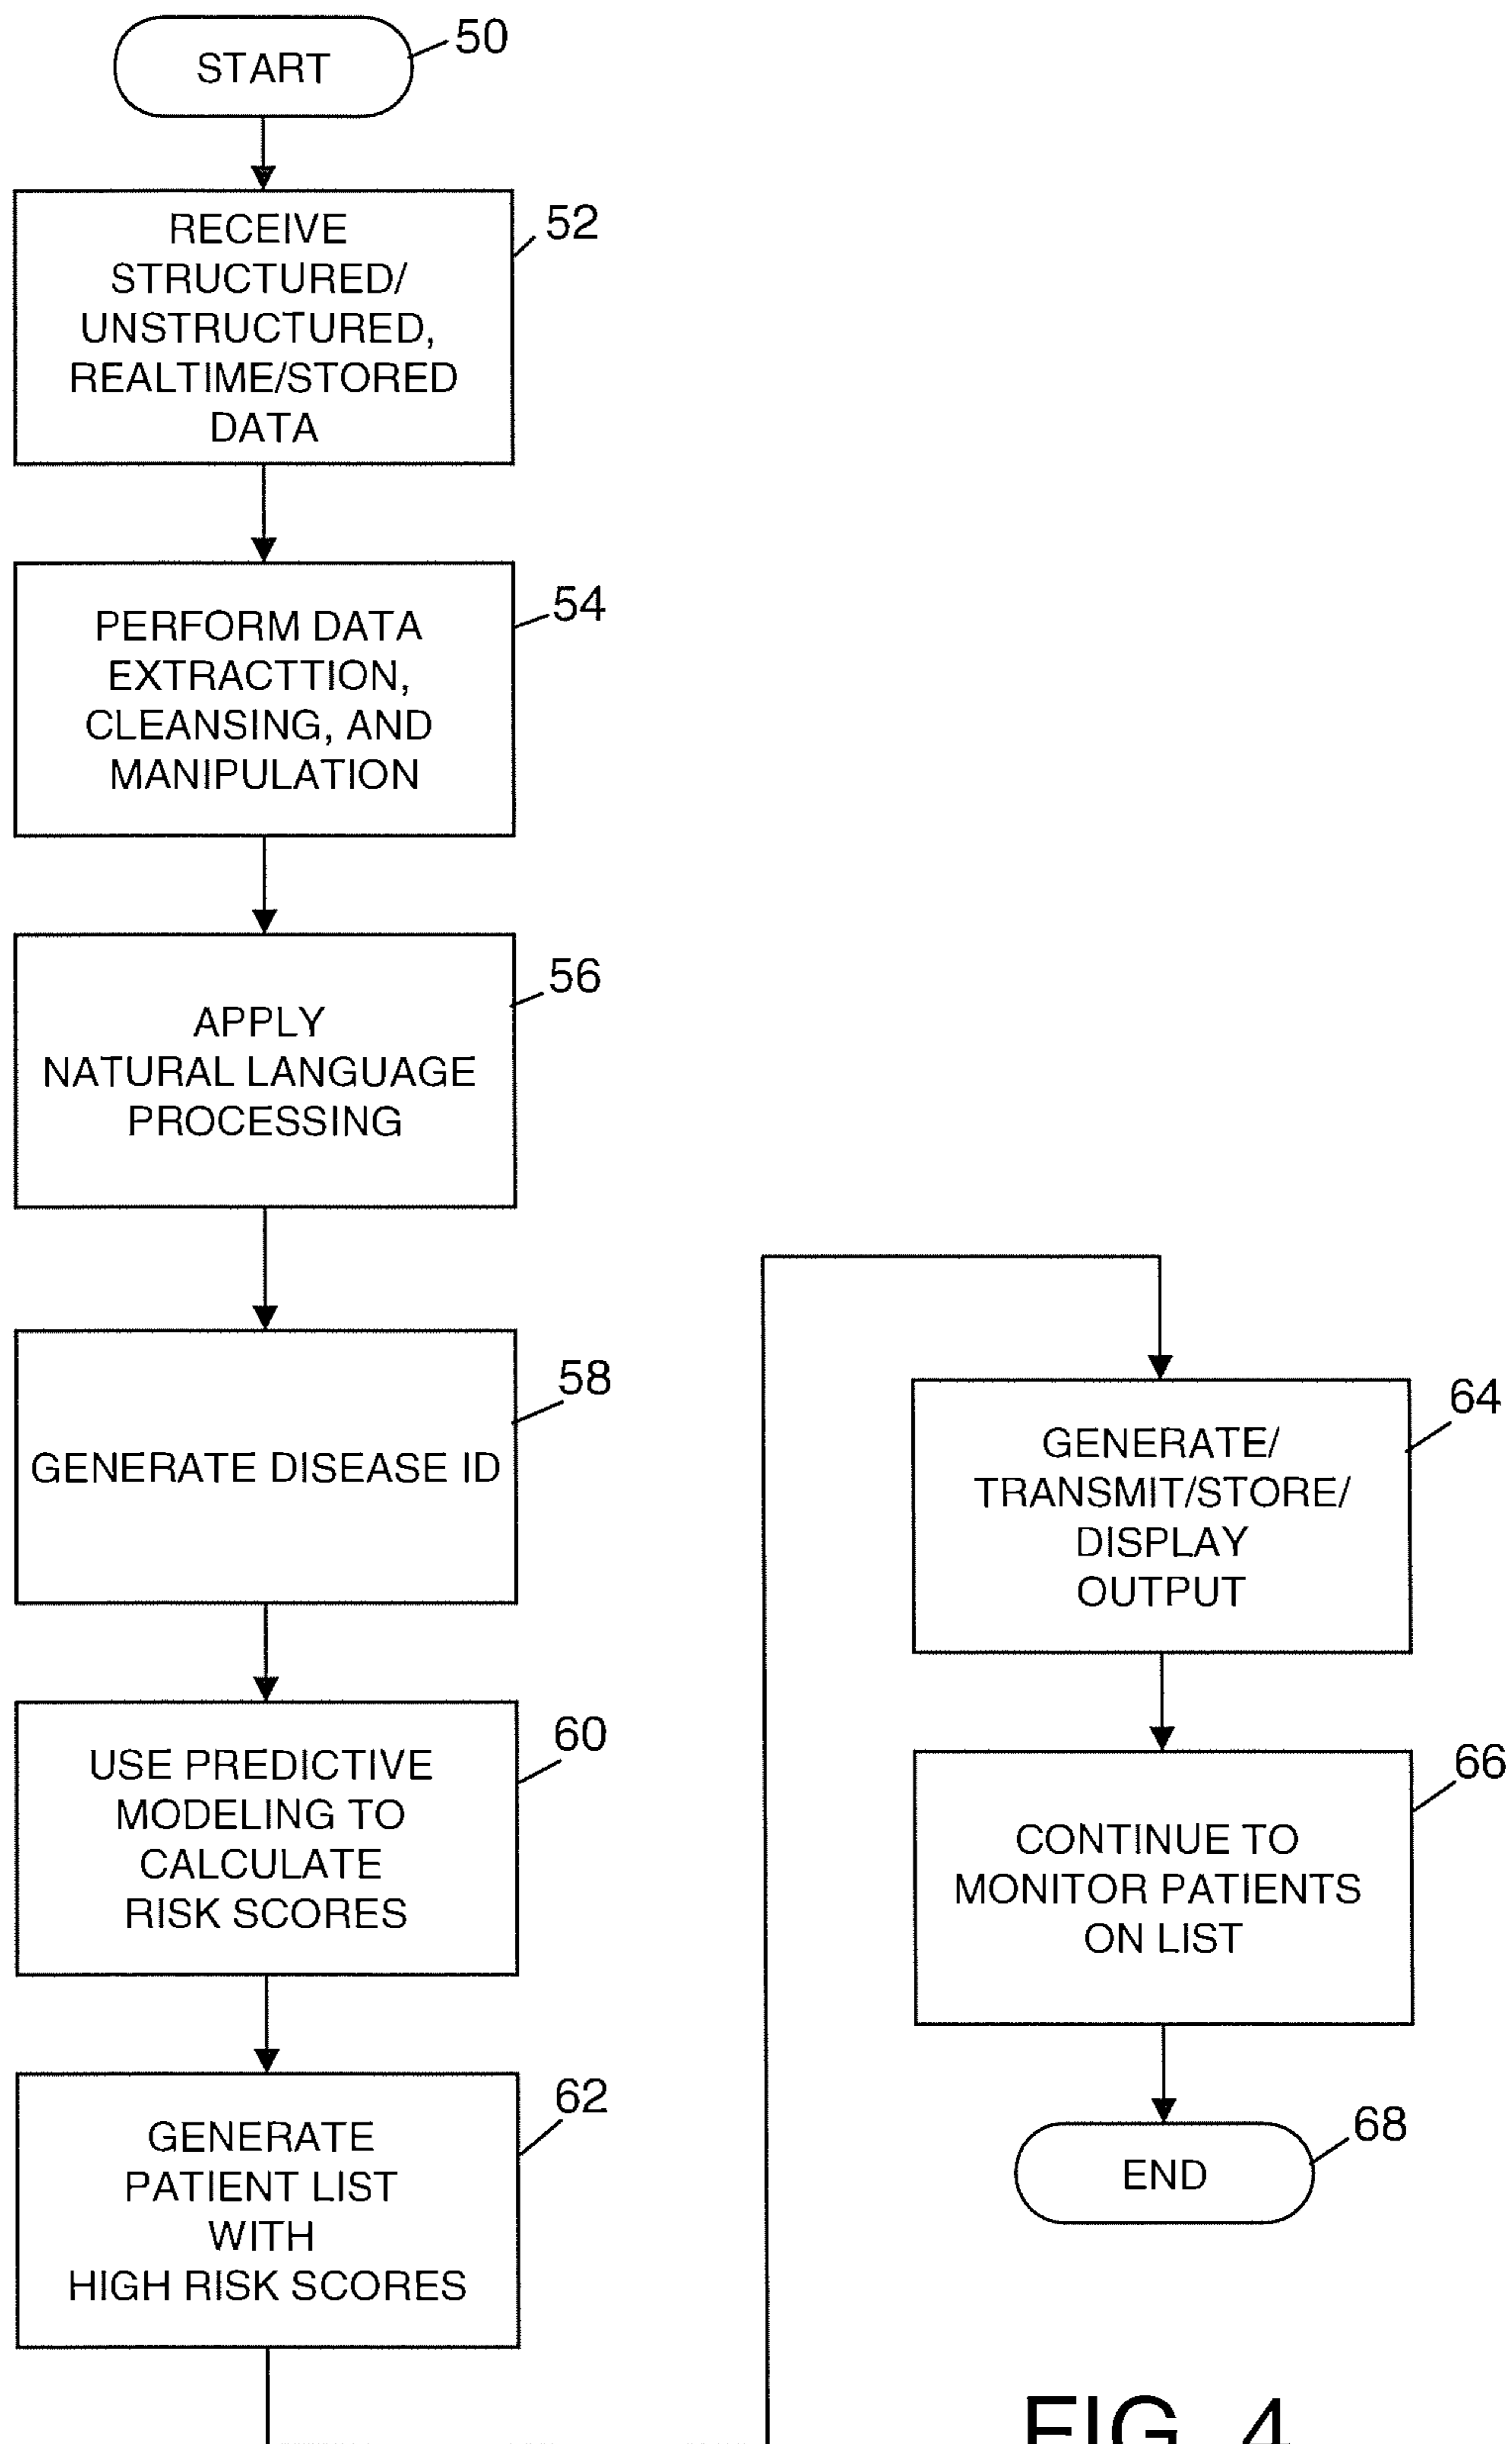 START
50
RECEIVE
STRUCTURED/
UNSTRUCTURED,
REALTIME/STORED
DATA
52
PERFORM DATA
EXTRACTTION,
CLEANSING, AND
MANIPULATION
54
APPLY
NATURAL LANGUAGE
PROCESSING
56
GENERATE DISEASE ID
58
USE PREDICTIVE
MODELING TO
CALCULATE
RISK SCORES
60
GENERATE
PATIENT LIST
WITH
HIGH RISK SCORES
62
GENERATE/
TRANSMIT/STORE/
DISPLAY
OUTPUT
64
CONTINUE TO
MONITOR PATIENTS
ON LIST
66
END
68
FIG. 4